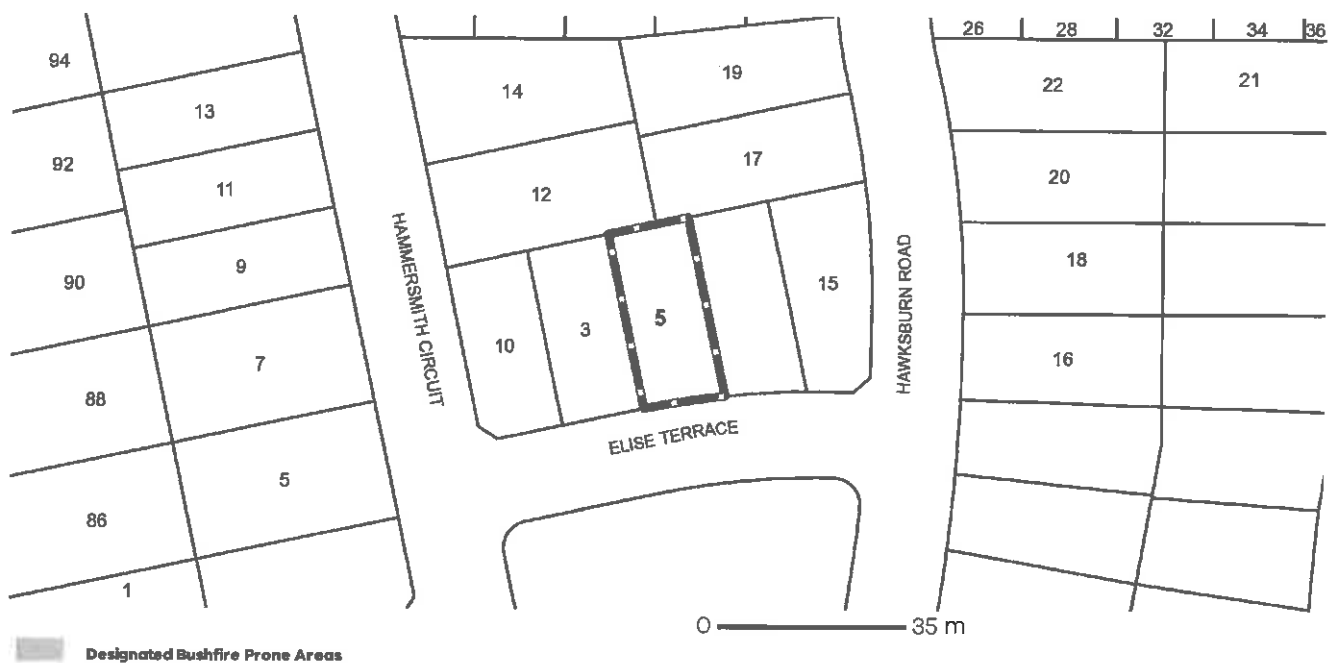 26 28 32 34 36
94 14 19 22 21
13
92 17
11 12 20
HAMMERSMITH CIRCUIT
HAWKSBURN ROAD
9 18
90 15
10 3 5
7 16
88
ELISE TERRACE
5
86
1
0 35 m
Designated Bushfire Prone Areas